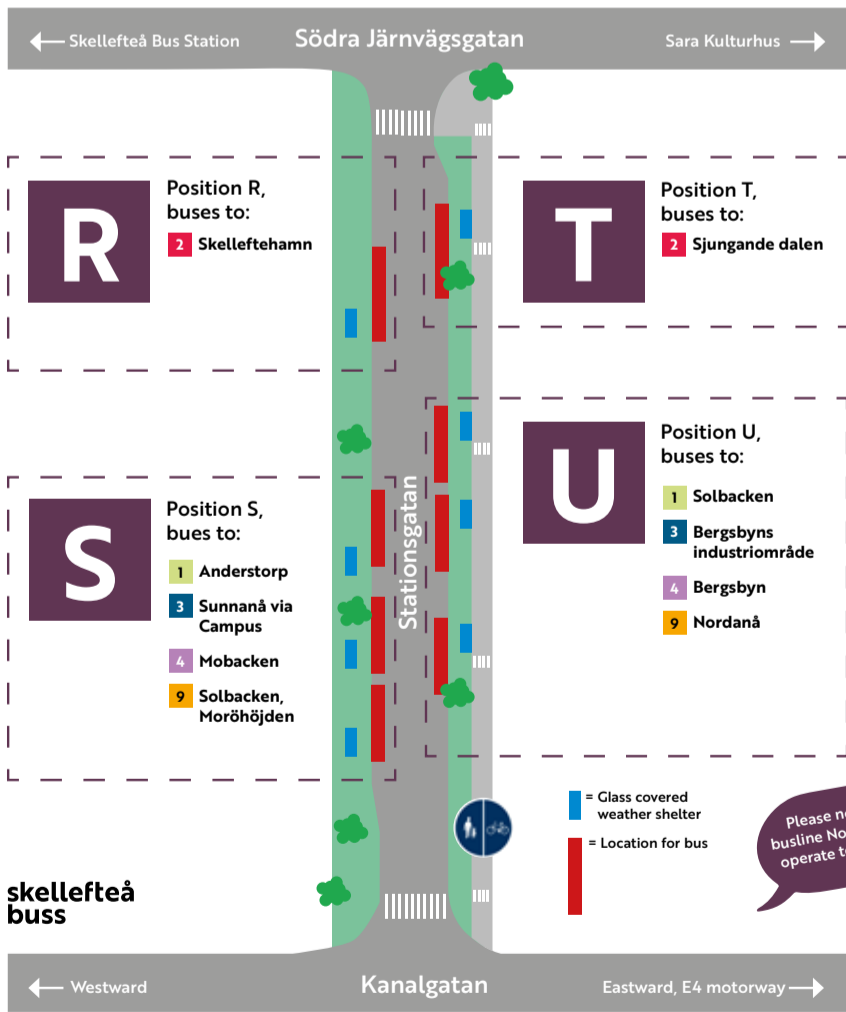 Skellefteå Bus Station
Södra Järnvägsgatan
Sara Kulturhus
R
Position R,
buses to:
2 Skelleftehamn
T
Position T,
buses to:
2 Sjungande dalen
S
Position S,
bues to:
1 Anderstorp
3 Sunnanå via
Campus
4 Mobacken
9 Solbacken,
Moröhöjden
Stationsgatan
U
Position U,
buses to:
1 Solbacken
3 Bergsbyns
industriområde
4 Bergsbyn
9 Nordanå
= Glass covered
weather shelter
= Location for bus
Please
busline
operate
skellefteå
buss
Westward
Kanalgatan
Eastward, E4 motorway